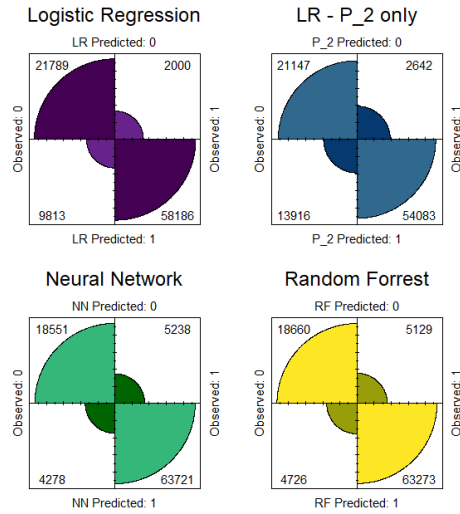 Logistic Regression
LR Predicted: 0
21789
2000
Observed: 0
Observed: 1
9813
58186
LR Predicted: 1
LR - P_2 only
P_2 Predicted: 0
21147
2642
Observed: 0
Observed: 1
13916
54083
P_2 Predicted: 1
Neural Network
NN Predicted: 0
18551
5238
Observed: 0
Observed: 1
4278
63721
NN Predicted: 1
Random Forrest
RF Predicted: 0
18660
5129
Observed: 0
Observed: 1
4726
63273
RF Predicted: 1